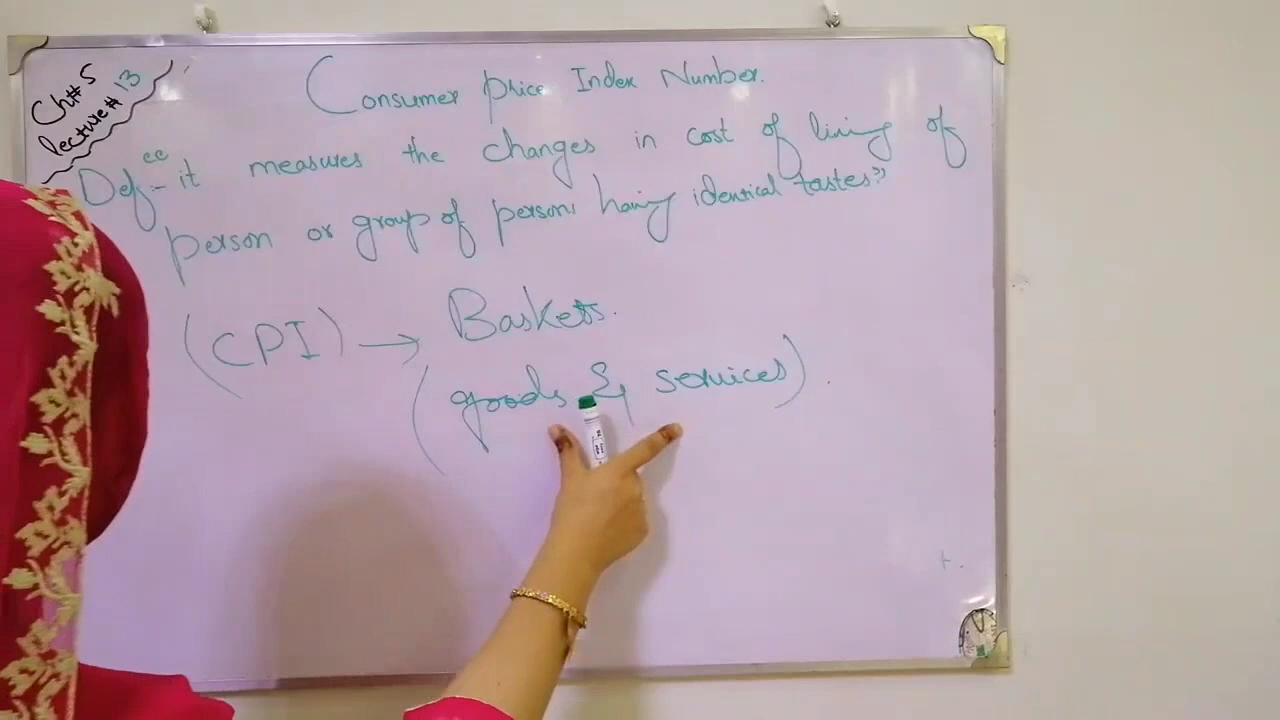 Ch#5
lecture# 13
Consumer Price Index Number.
Def:- "it measures the changes in cost of living of
person or group of persons having identical tastes"
(CPI) → Baskets.
(goods & services)